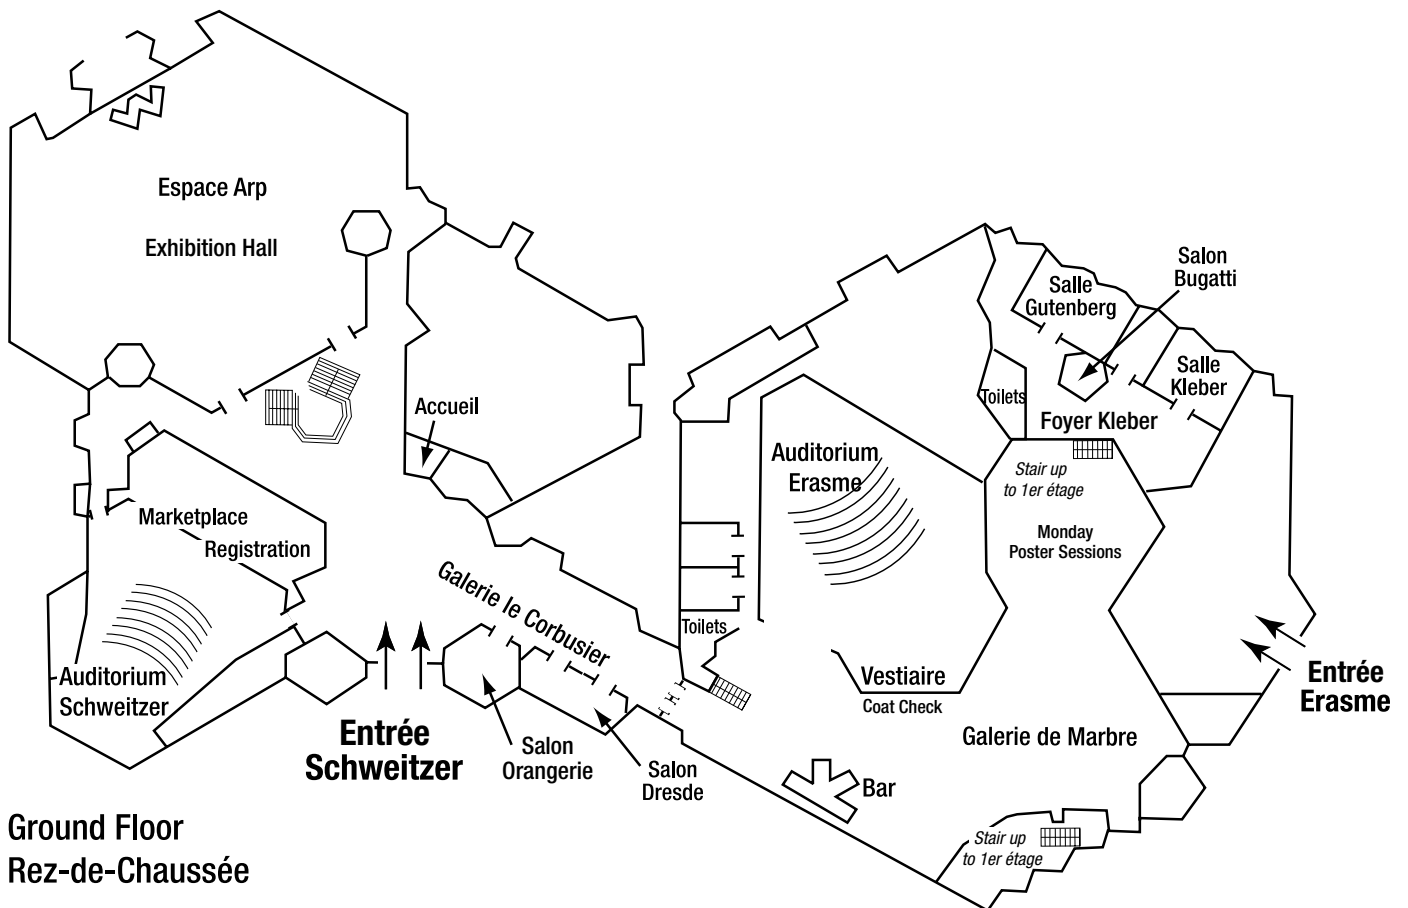 Espace Arp
Exhibition Hall
Salon
Bugatti
Salle
Gutenberg
Salle
Kleber
Toilets
Foyer Kleber
Accueil
Auditorium
Erasme
Stair up
to 1er étage
Marketplace
Registration
Monday
Poster Sessions
Galerie le Corbusier
Toilets
Auditorium
Schweitzer
Vestiaire
Coat Check
Entrée
Erasme
Entrée
Schweitzer
Salon
Orangerie
Salon
Dresde
Galerie de Marbre
Bar
Stair up
to 1er étage
Ground Floor
Rez-de-Chaussée